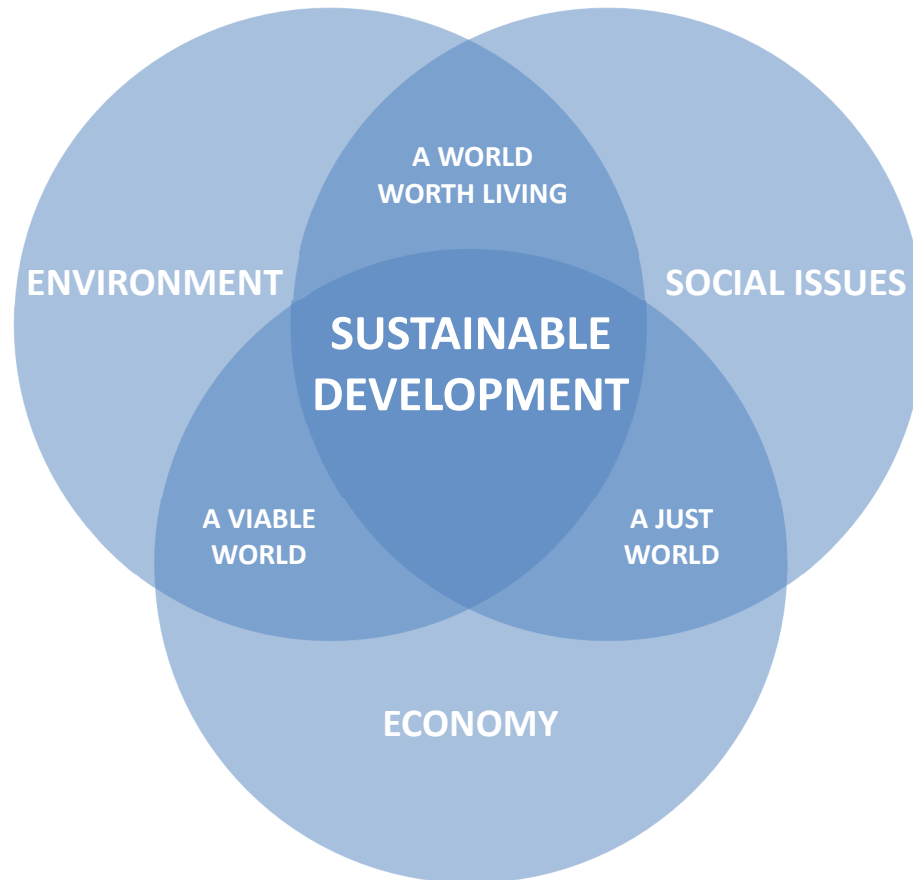 A WORLD
WORTH LIVING
ENVIRONMENT
SOCIAL ISSUES
SUSTAINABLE
DEVELOPMENT
A VIABLE
WORLD
A JUST
WORLD
ECONOMY